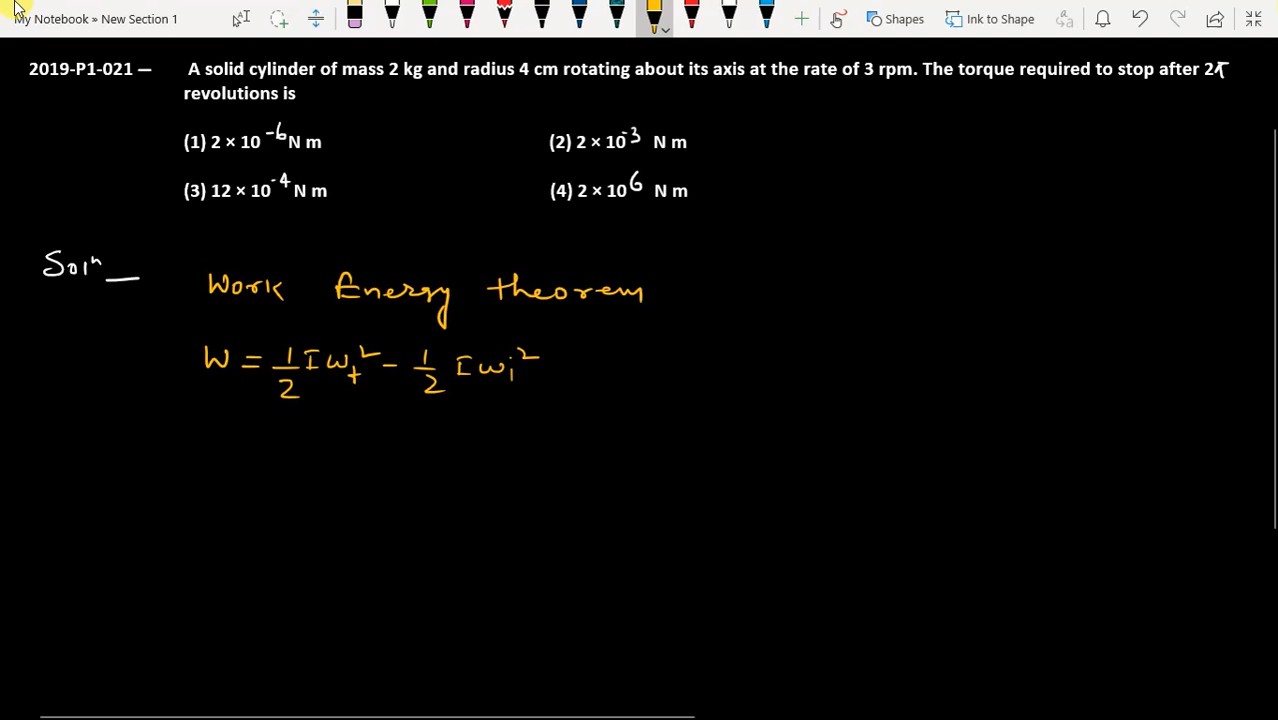 My Notebook » New Section 1
Shapes
Ink to Shape
2019-P1-021 — A solid cylinder of mass 2 kg and radius 4 cm rotating about its axis at the rate of 3 rpm. The torque required to stop after 2π
revolutions is
(1) 2 × 10⁻⁶ N m (2) 2 × 10⁻³ N m
(3) 12 × 10⁻⁴ N m (4) 2 × 10⁶ N m
Solⁿ —
Work Energy theorem
W = 1/2 Iωf² - 1/2 Iωi²